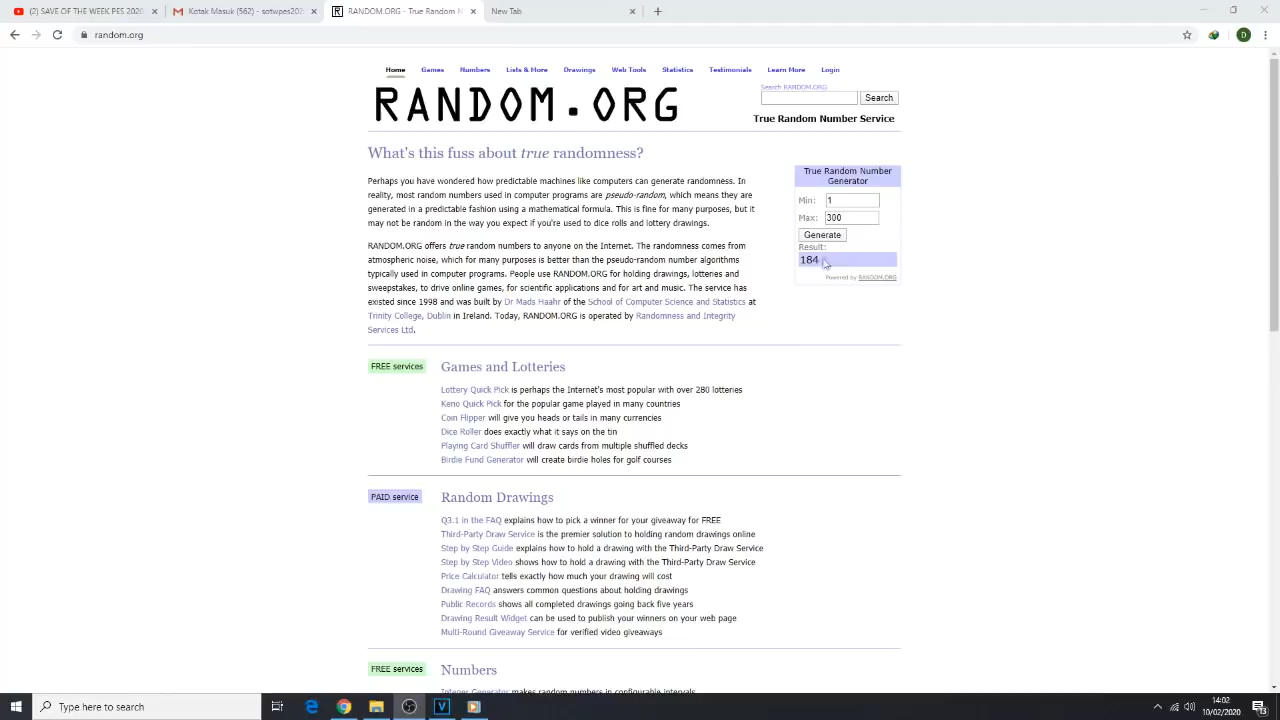 (2) SAVE OF THE WEEK PES 2020
Kotak Masuk (562) - sotwpes20
RANDOM.ORG - True Random N
New Tab
random.org
D
Home Games Numbers Lists & More Drawings Web Tools Statistics Testimonials Learn More Login
RANDOM.ORG
Search RANDOM.ORG
Search
True Random Number Service
What's this fuss about true randomness?
Perhaps you have wondered how predictable machines like computers can generate randomness. In
reality, most random numbers used in computer programs are pseudo-random, which means they are
generated in a predictable fashion using a mathematical formula. This is fine for many purposes, but it
may not be random in the way you expect if you're used to dice rolls and lottery drawings.
RANDOM.ORG offers true random numbers to anyone on the Internet. The randomness comes from
atmospheric noise, which for many purposes is better than the pseudo-random number algorithms
typically used in computer programs. People use RANDOM.ORG for holding drawings, lotteries and
sweepstakes, to drive online games, for scientific applications and for art and music. The service has
existed since 1998 and was built by Dr Mads Haahr of the School of Computer Science and Statistics at
Trinity College, Dublin in Ireland. Today, RANDOM.ORG is operated by Randomness and Integrity
Services Ltd.
True Random Number
Generator
Min: 1
Max: 300
Generate
Result:
184
Powered by RANDOM.ORG
FREE services
Games and Lotteries
Lottery Quick Pick is perhaps the Internet's most popular with over 280 lotteries
Keno Quick Pick for the popular game played in many countries
Coin Flipper will give you heads or tails in many currencies
Dice Roller does exactly what it says on the tin
Playing Card Shuffler will draw cards from multiple shuffled decks
Birdie Fund Generator will create birdie holes for golf courses
PAID service
Random Drawings
Q3.1 in the FAQ explains how to pick a winner for your giveaway for FREE
Third-Party Draw Service is the premier solution to holding random drawings online
Step by Step Guide explains how to hold a drawing with the Third-Party Draw Service
Step by Step Video shows how to hold a drawing with the Third-Party Draw Service
Price Calculator tells exactly how much your drawing will cost
Drawing FAQ answers common questions about holding drawings
Public Records shows all completed drawings going back five years
Drawing Result Widget can be used to publish your winners on your web page
Multi-Round Giveaway Service for verified video giveaways
FREE services
Numbers
Integer Generator makes random numbers in configurable intervals
Type here to search
14:02
10/02/2020